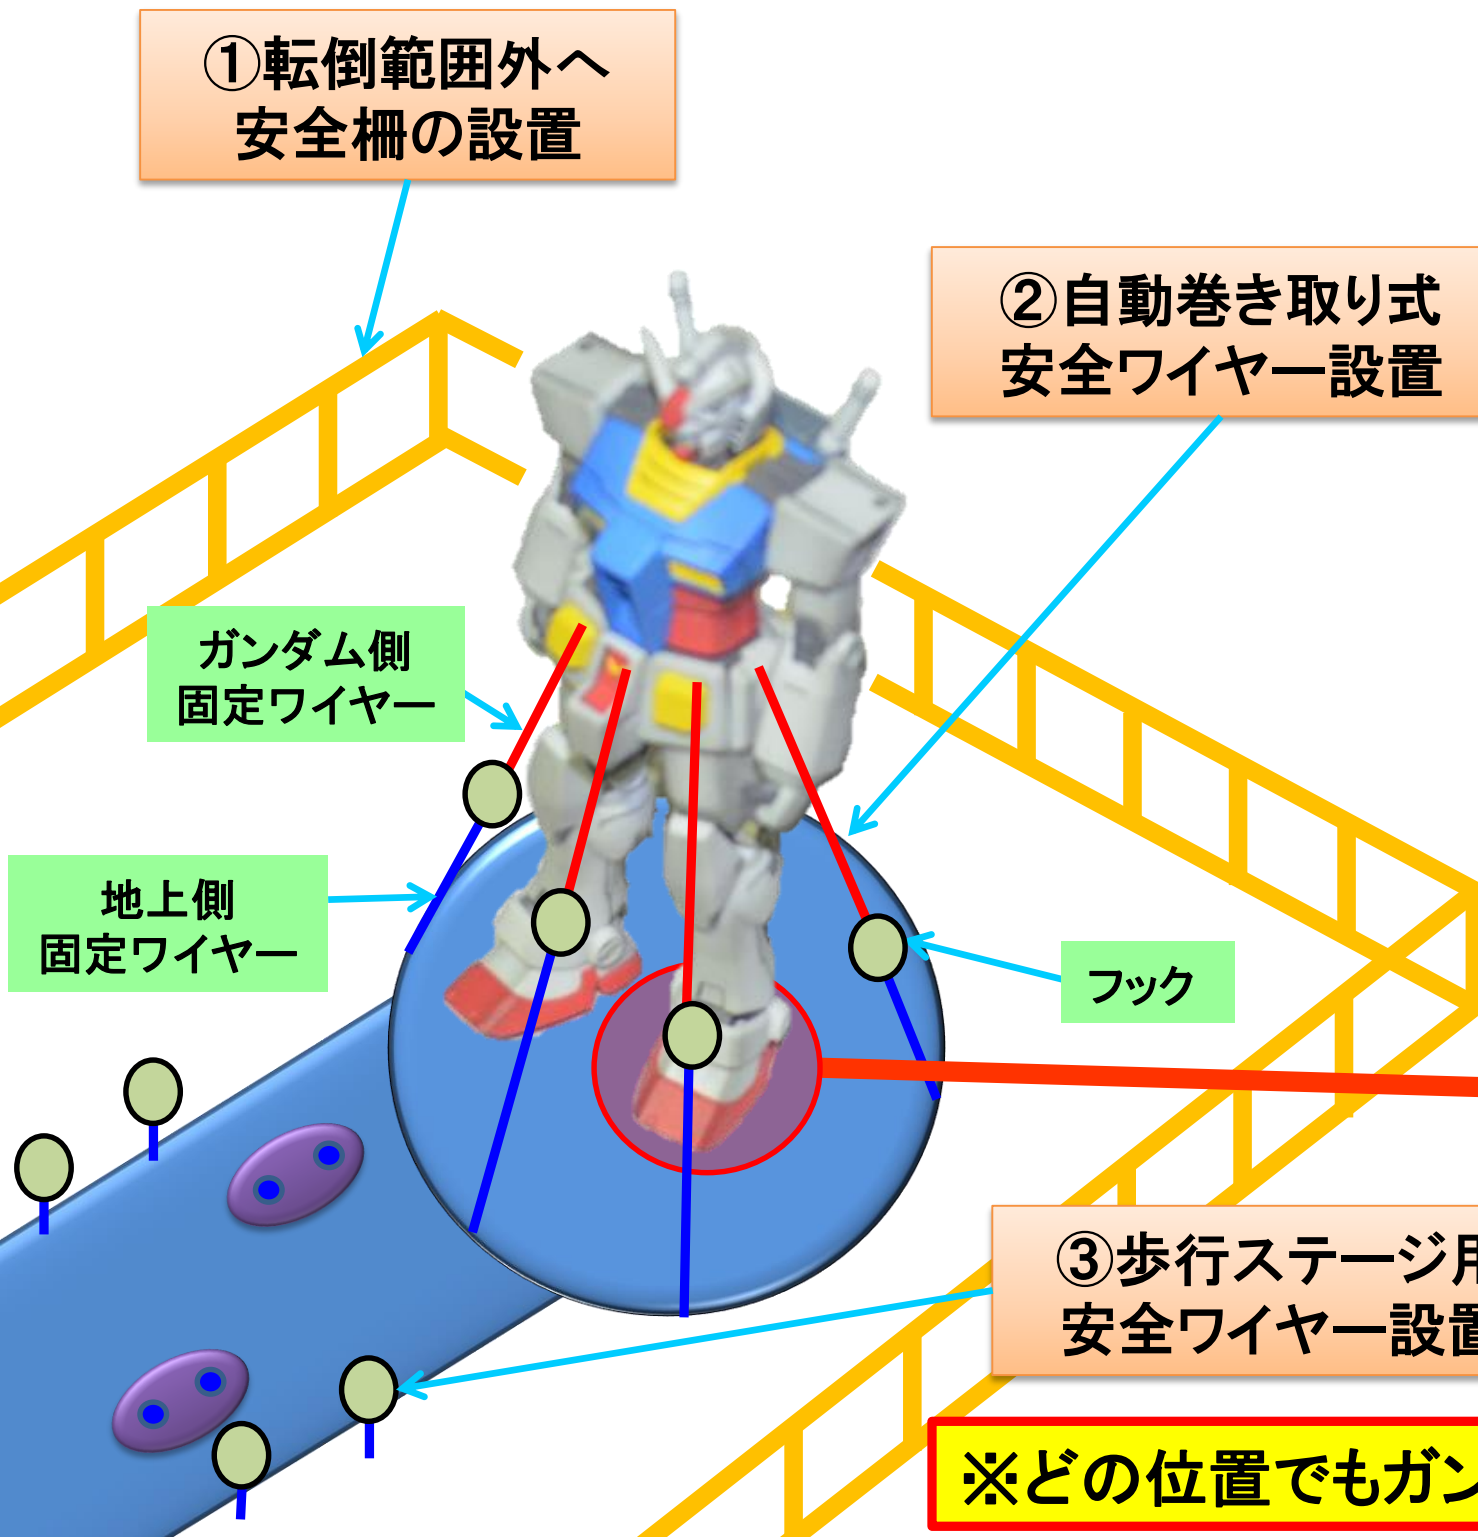 ①転倒範囲外へ
安全柵の設置
②自動巻き取り式
安全ワイヤー設置
ガンダム側
固定ワイヤー
地上側
固定ワイヤー
フック
③歩行ステージ用
安全ワイヤー設置
※どの位置でもガン